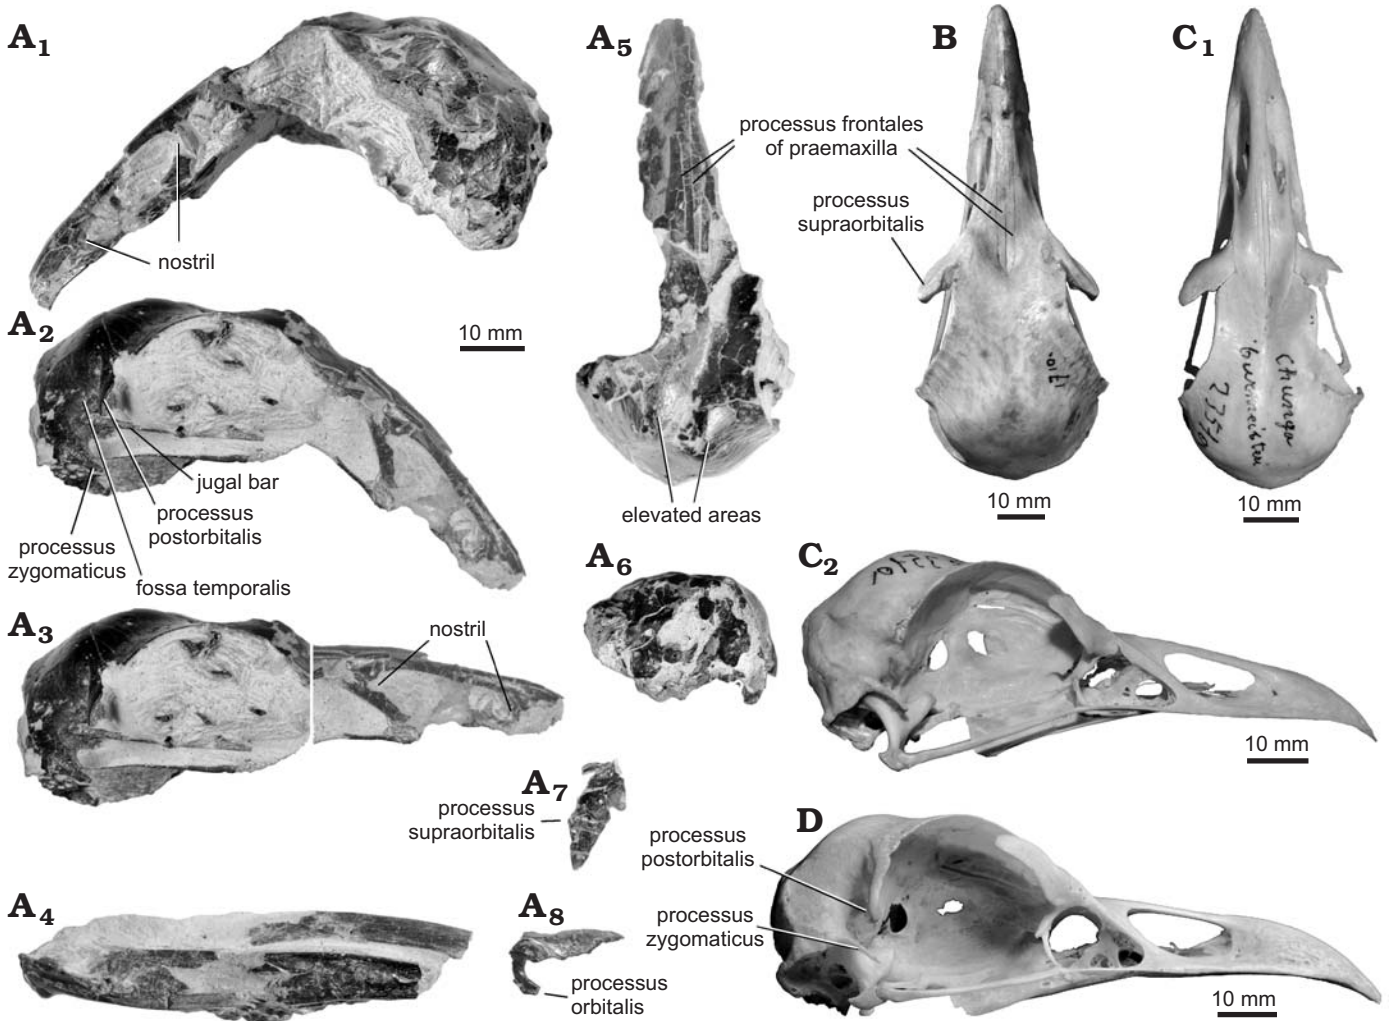 A1
A5
B
C1
processus frontales
of praemaxilla
processus
supraorbitalis
nostril
A2
10 mm
jugal bar
processus
postorbitalis
processus
zygomaticus
fossa temporalis
elevated areas
710.
chunga
burmeisteri
10 mm
10 mm
A6
C2
A3
nostril
10 mm
A7
processus
supraorbitalis
D
processus
postorbitalis
processus
zygomaticus
A4
A8
processus
orbitalis
10 mm